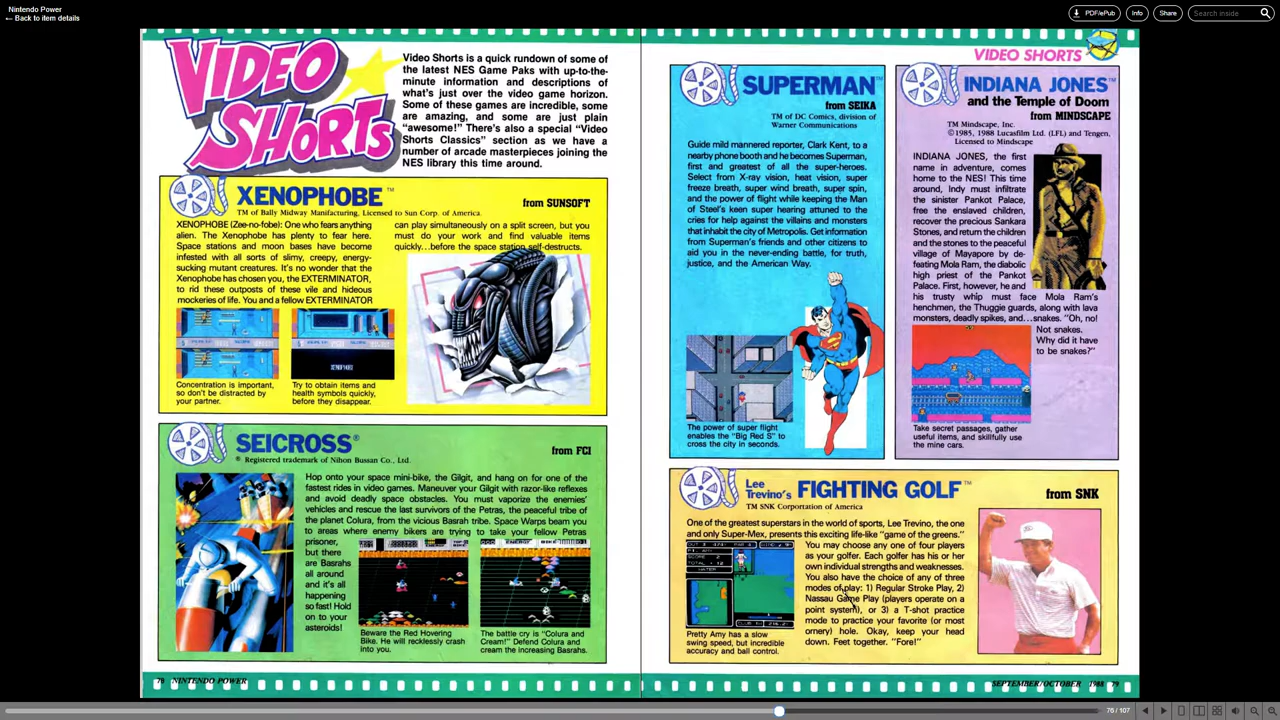 Nintendo Power
← Back to item details
PDF/ePub
Info
Share
Search inside
VIDEO
SHORTS
Video Shorts is a quick rundown of some of
the latest NES Game Paks with up-to-the-
minute information and descriptions of
what's just over the video game horizon.
Some of these games are incredible, some
are amazing, and some are just plain
"awesome!" There's also a special "Video
Shorts Classics" section as we have a
number of arcade masterpieces joining the
NES library this time around.
XENOPHOBE™
from SUNSOFT
TM of Bally Midway Manifacturing, Licensed to Sun Corp. of America.
XENOPHOBE (Zee-no-fobe): One who fears anything
alien. The Xenophobe has plenty to fear here.
Space stations and moon bases have become
infested with all sorts of slimy, creepy, energy-
sucking mutant creatures. It's no wonder that the
Xenophobe has chosen you, the EXTERMINATOR,
to rid these outposts of these vile and hideous
mockeries of life. You and a fellow EXTERMINATOR
can play simultaneously on a split screen, but you
must do your work and find valuable items
quickly...before the space station self-destructs.
Concentration is important,
so don't be distracted by
your partner.
Try to obtain items and
health symbols quickly,
before they disappear.
SEICROSS®
from FCI
® Registered trademark of Nihon Bussan Co., Ltd.
Hop onto your space mini-bike, the Gilgit, and hang on for one of the
fastest rides in video games. Maneuver your Gilgit with razor-like reflexes
and avoid deadly space obstacles. You must vaporize the enemies'
vehicles and rescue the last survivors of the Petras, the peaceful tribe of
the planet Colura, from the vicious Basrah tribe. Space Warps beam you
to areas where enemy bikers are trying to take your fellow Petras
prisoner,
but there
are Basrahs
all around
and it's all
happening
so fast! Hold
on to your
asteroids!
Beware the Red Hovering
Bike. He will recklessly crash
into you.
The battle cry is "Colura and
Cream!" Defend Colura and
cream the increasing Basrahs.
78 NINTENDO POWER
VIDEO SHORTS
SUPERMAN™
from SEIKA
TM of DC Comics, division of
Warner Communications
Guide mild mannered reporter, Clark Kent, to a
nearby phone booth and he becomes Superman,
first and greatest of all the super-heroes.
Select from X-ray vision, heat vision, super
freeze breath, super wind breath, super spin,
and the power of flight while keeping the Man
of Steel's keen super hearing attuned to the
cries for help against the villains and monsters
that inhabit the city of Metropolis. Get information
from Superman's friends and other citizens to
aid you in the never-ending battle, for truth,
justice, and the American Way.
The power of super flight
enables the "Big Red S" to
cross the city in seconds.
INDIANA JONES™
and the Temple of Doom
from MINDSCAPE
TM Mindscape, Inc.
©1985, 1988 Lucasfilm Ltd. (LFL) and Tengen,
Licensed to Mindscape
INDIANA JONES, the first
name in adventure, comes
home to the NES! This time
around, Indy must infiltrate
the sinister Pankot Palace,
free the enslaved children,
recover the precious Sankara
Stones, and return the children
and the stones to the peaceful
village of Mayapore by de-
feating Mola Ram, the diabolic
high priest of the Pankot
Palace. First, however, he and
his trusty whip must face Mola Ram's
henchmen, the Thuggie guards, along with lava
monsters, deadly spikes, and...snakes. "Oh, no!
Not snakes.
Why did it have
to be snakes?"
Take secret passages, gather
useful items, and skillfully use
the mine cars.
Lee
Trevino's FIGHTING GOLF™
from SNK
TM SNK Corportation of America
One of the greatest superstars in the world of sports, Lee Trevino, the one
and only Super-Mex, presents this exciting life-like "game of the greens."
You may choose any one of four players
as your golfer. Each golfer has his or her
own individual strengths and weaknesses.
You also have the choice of any of three
modes of play: 1) Regular Stroke Play, 2)
Nassau Game Play (players operate on a
point system), or 3) a T-shot practice
mode to practice your favorite (or most
ornery) hole. Okay, keep your head
down. Feet together. "Fore!"
Pretty Amy has a slow
swing speed, but incredible
accuracy and ball control.
SEPTEMBER/OCTOBER 1988 79
76 / 107